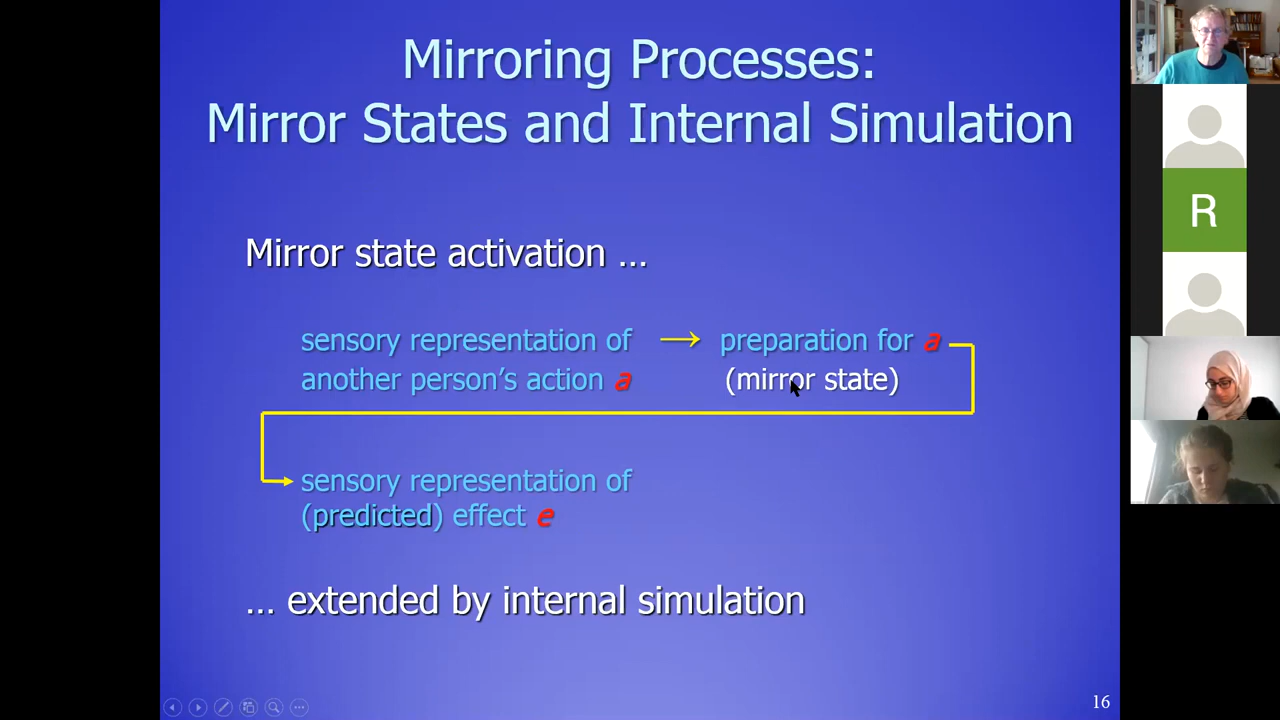 Mirroring Processes:
Mirror States and Internal Simulation
Mirror state activation ...
sensory representation of → preparation for a
another person's action a (mirror state)
sensory representation of
(predicted) effect e
... extended by internal simulation
16
R